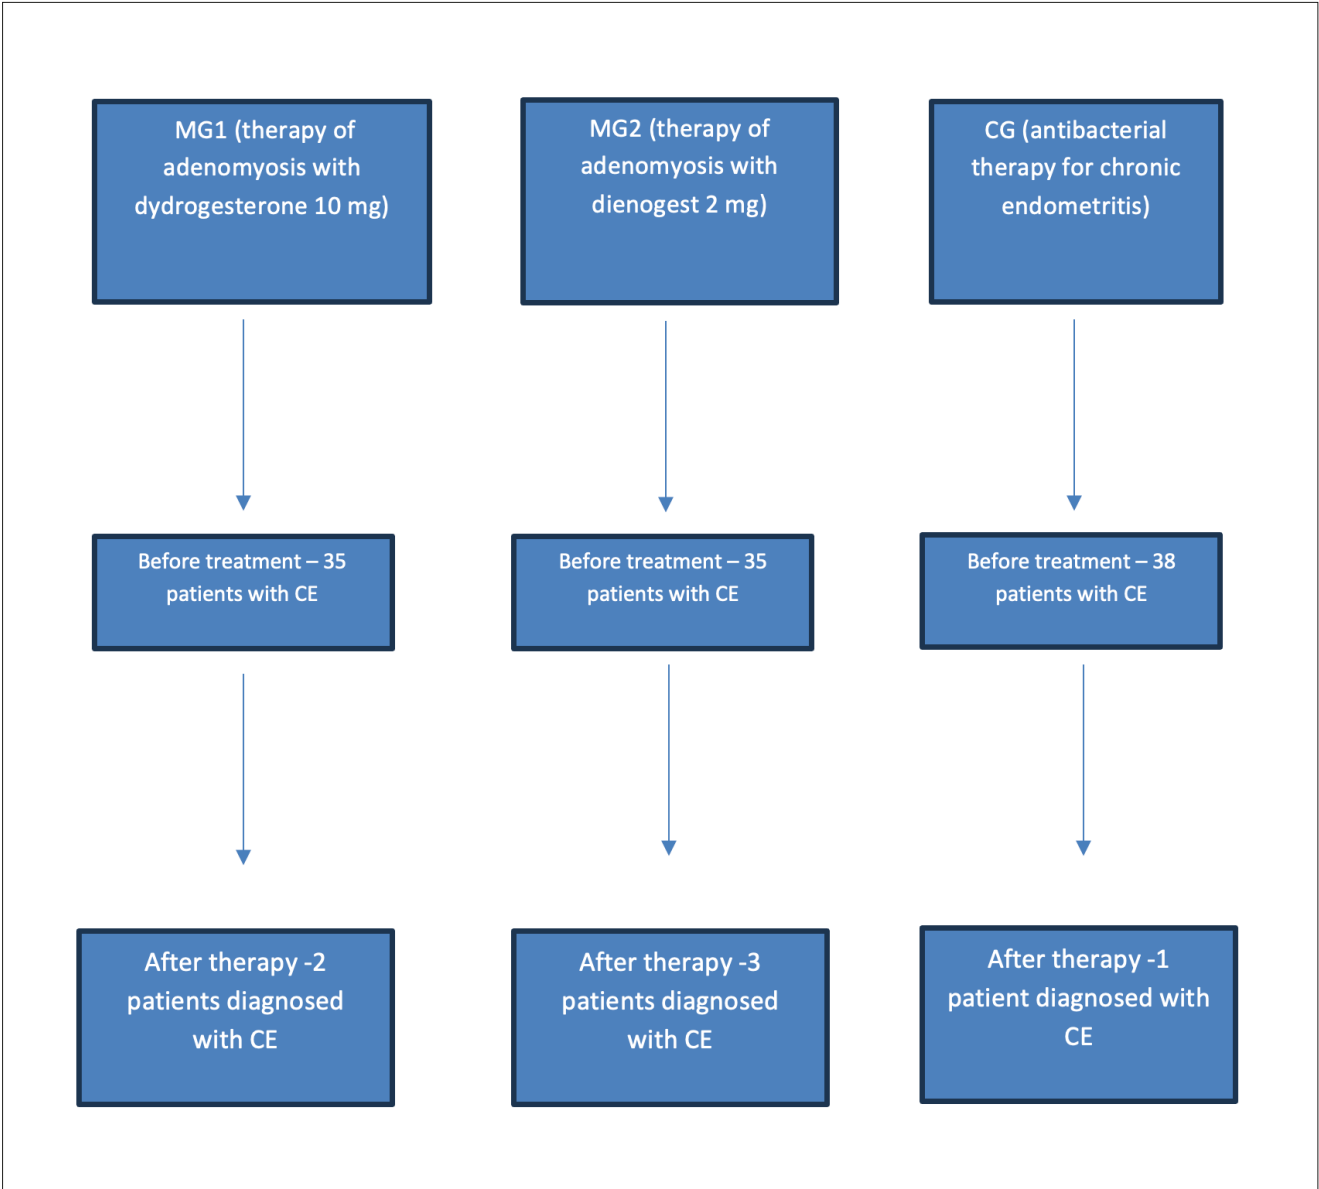 MG1 (therapy of
adenomyosis with
dydrogesterone 10 mg)
MG2 (therapy of
adenomyosis with
dienogest 2 mg)
CG (antibacterial
therapy for chronic
endometritis)
Before treatment – 35
patients with CE
Before treatment – 35
patients with CE
Before treatment – 38
patients with CE
After therapy -2
patients diagnosed
with CE
After therapy -3
patients diagnosed
with CE
After therapy -1
patient diagnosed with
CE